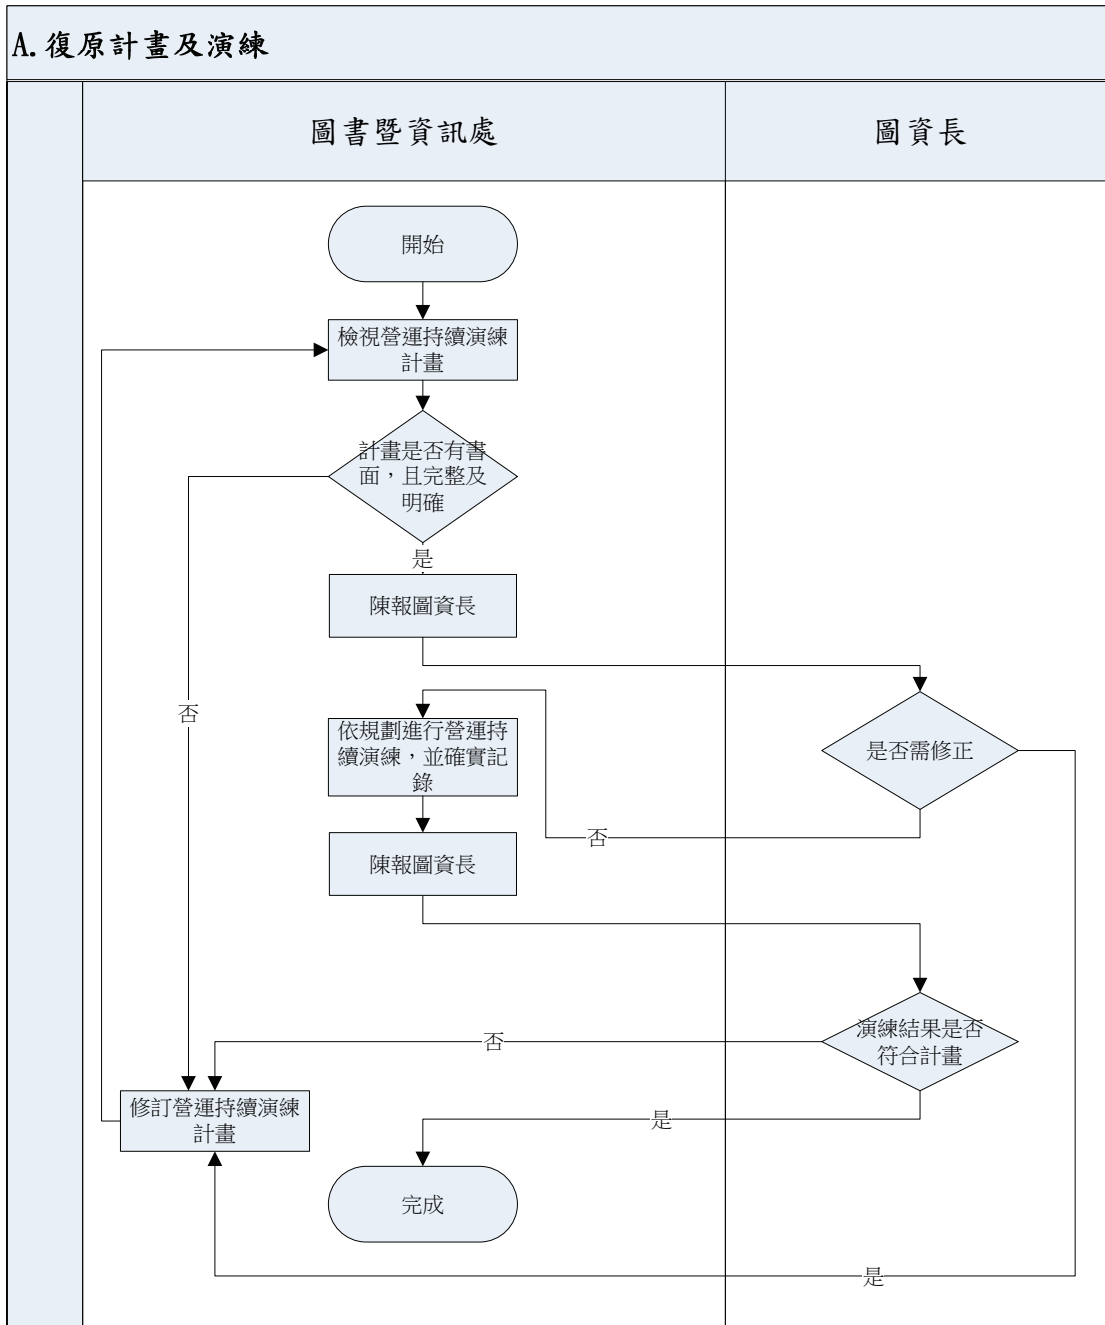 A.復原計畫及演練
圖書暨資訊處
圖資長
開始
檢視營運持續演練
計畫
計畫是否有書
面，且完整及
明確
是
陳報圖資長
否
依規劃進行營運持
續演練，並確實記
錄
是否需修正
否
陳報圖資長
演練結果是否
符合計畫
否
修訂營運持續演練
計畫
是
完成
是